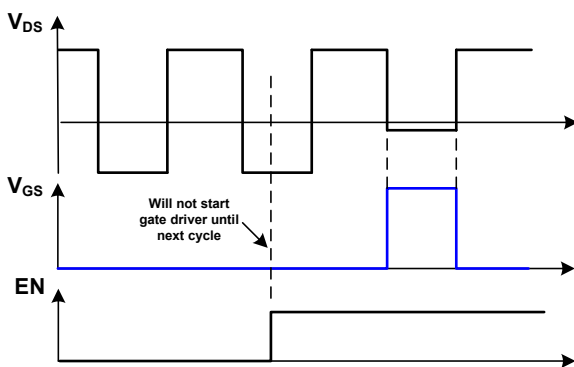 VDS
VGS
Will not start
gate driver until
next cycle
EN